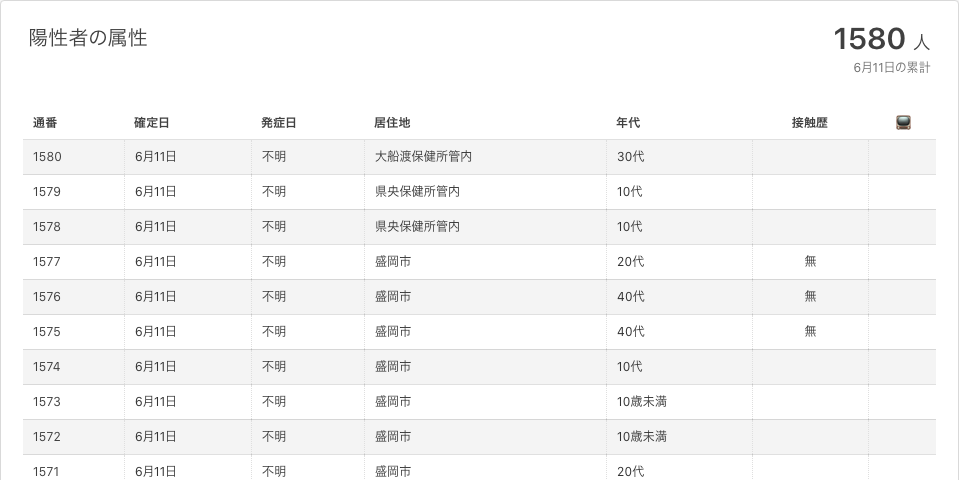 陽性者の属性
1580 人
6月11日の累計
通番 確定日 発症日 居住地 年代 接触歴
1580 6月11日 不明 大船渡保健所管内 30代
1579 6月11日 不明 県央保健所管内 10代
1578 6月11日 不明 県央保健所管内 10代
1577 6月11日 不明 盛岡市 20代 無
1576 6月11日 不明 盛岡市 40代 無
1575 6月11日 不明 盛岡市 40代 無
1574 6月11日 不明 盛岡市 10代
1573 6月11日 不明 盛岡市 10歳未満
1572 6月11日 不明 盛岡市 10歳未満
1571 6月11日 不明 盛岡市 20代